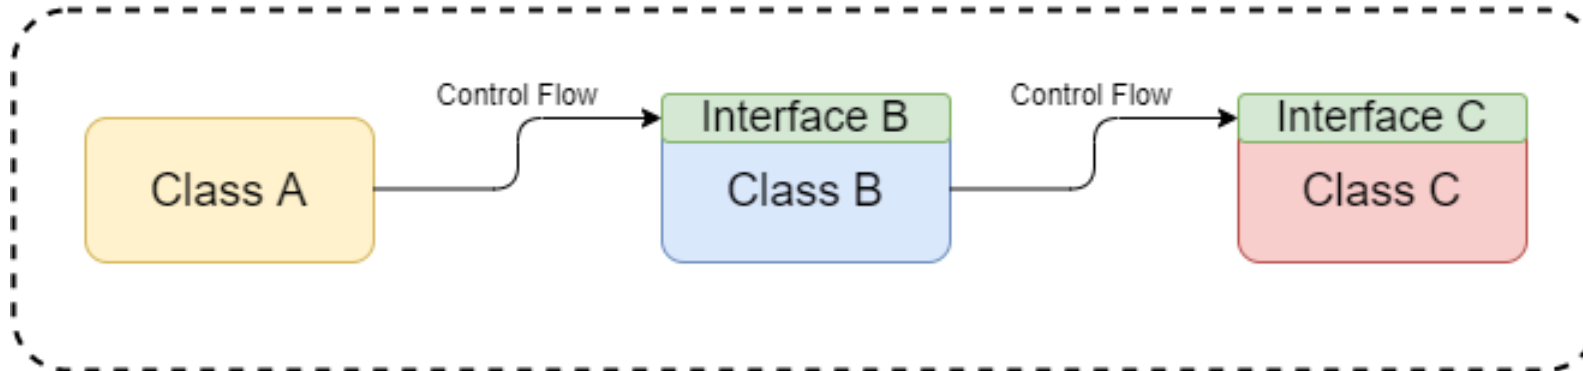 Control Flow
Control Flow
Interface B
Interface C
Class A
Class B
Class C